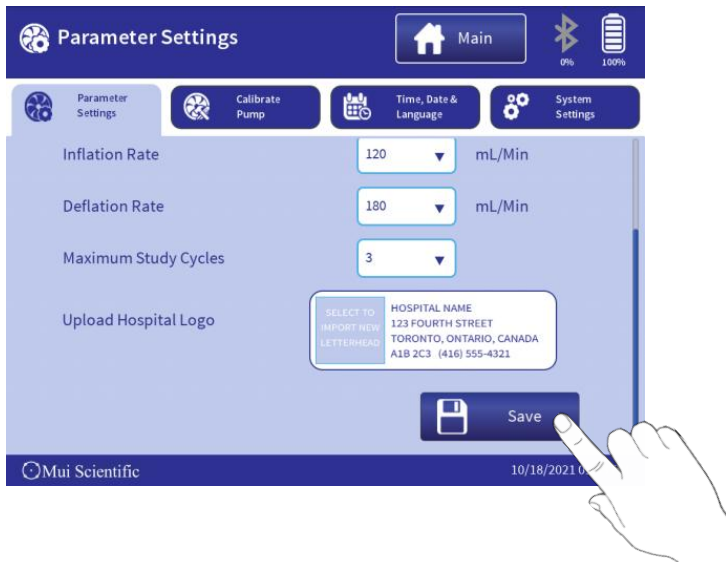 Parameter Settings
Main
0%
100%
Parameter
Settings
Calibrate
Pump
Time, Date &
Language
System
Settings
Inflation Rate
120
mL/Min
Deflation Rate
180
mL/Min
Maximum Study Cycles
3
Upload Hospital Logo
SELECT TO
IMPORT NEW
LETTERHEAD
HOSPITAL NAME
123 FOURTH STREET
TORONTO, ONTARIO, CANADA
A1B 2C3 (416) 555-4321
Save
Mui Scientific
10/18/2021